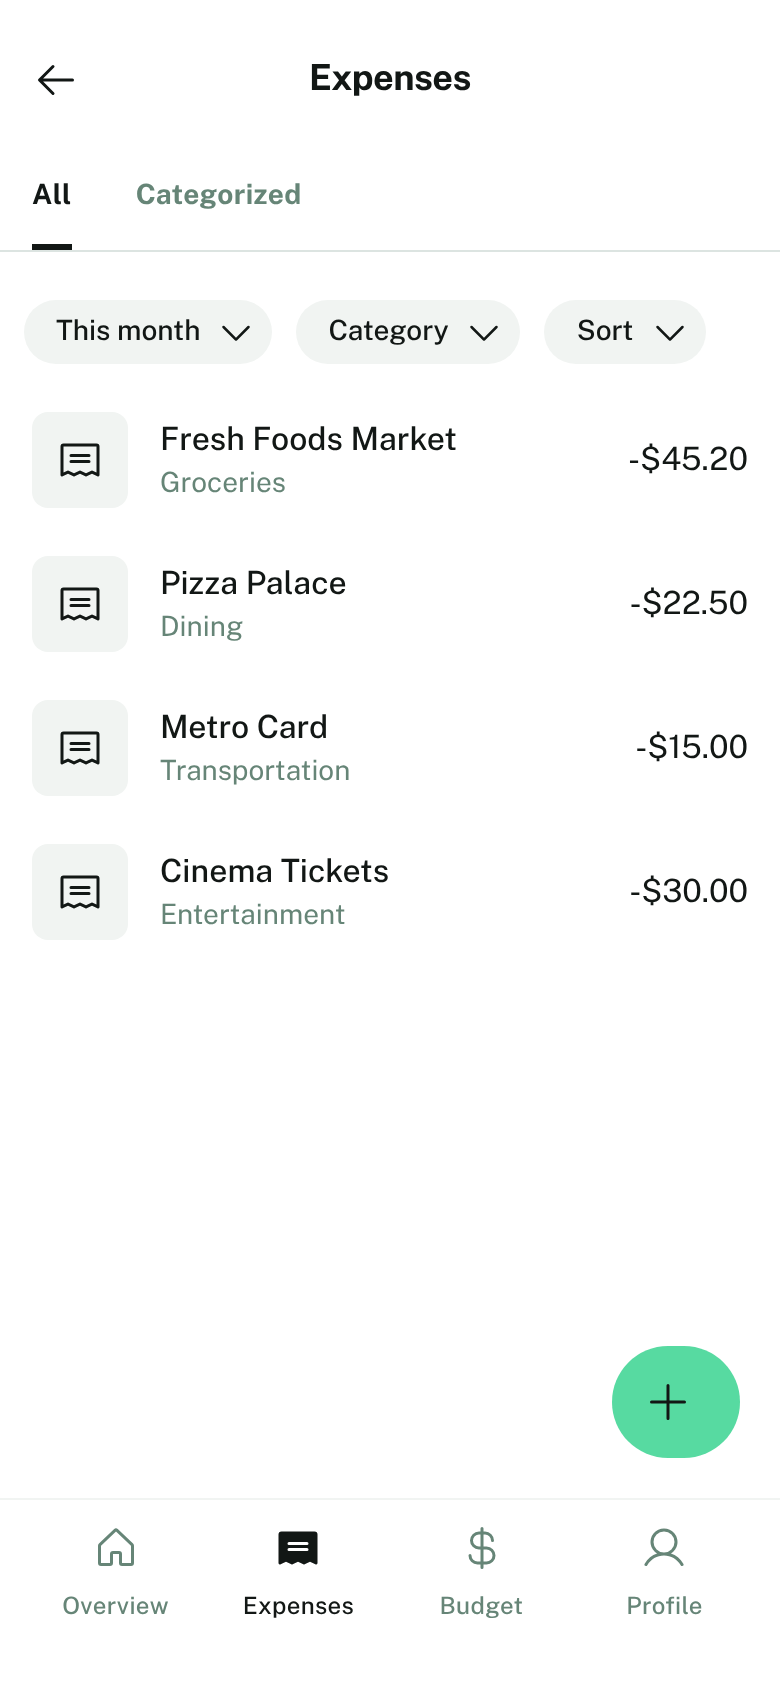 Expenses
All Categorized
This month Category Sort
Fresh Foods Market
Groceries
-$45.20
Pizza Palace
Dining
-$22.50
Metro Card
Transportation
-$15.00
Cinema Tickets
Entertainment
-$30.00
Overview Expenses Budget Profile